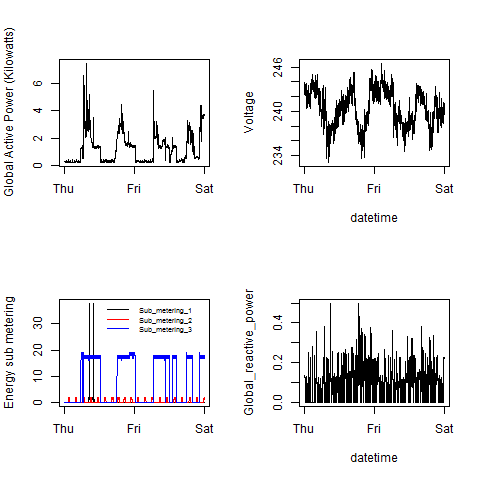 Global Active Power (Kilowatts)
0 2 4 6
Thu Fri Sat
Voltage
234 240 246
Thu Fri Sat
datetime
Energy sub metering
0 10 20 30
Sub_metering_1
Sub_metering_2
Sub_metering_3
Thu Fri Sat
Global_reactive_power
0.0 0.2 0.4
Thu Fri Sat
datetime